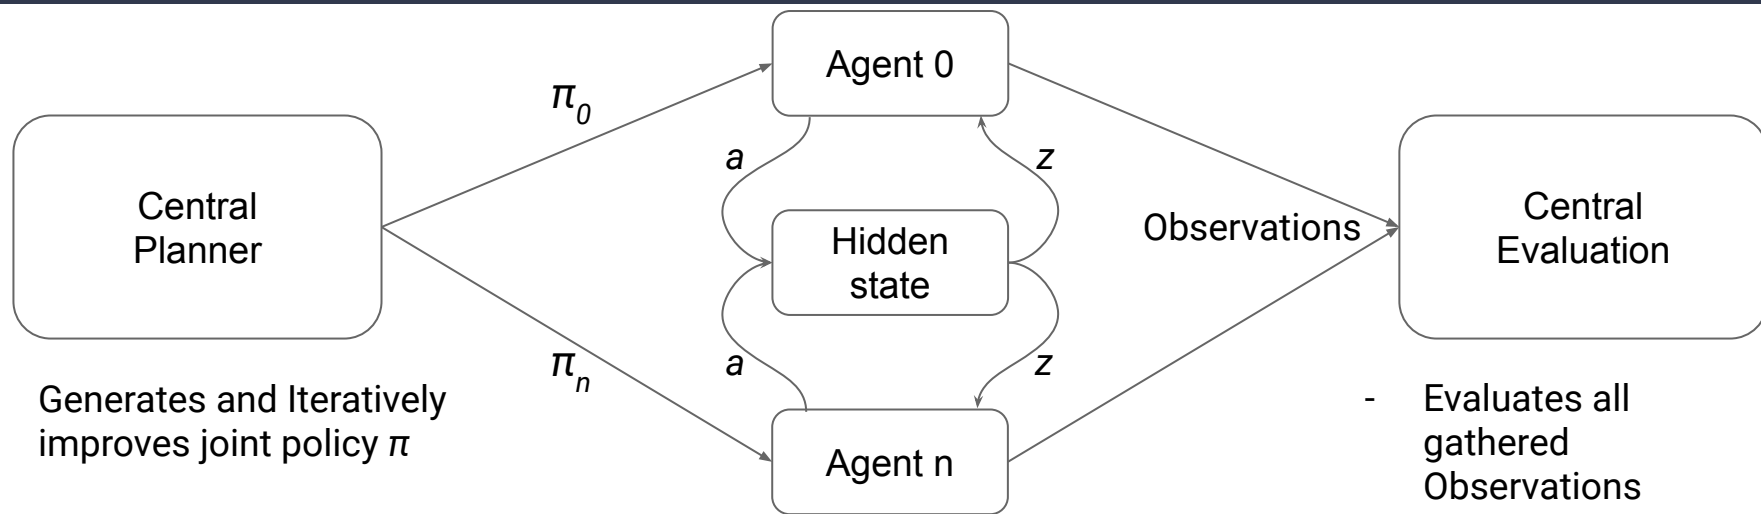 Agent 0
π0
a
z
Central
Planner
Hidden
state
Observations
Central
Evaluation
πn
a
z
Generates and Iteratively
improves joint policy π
Agent n
- Evaluates all
gathered
Observations